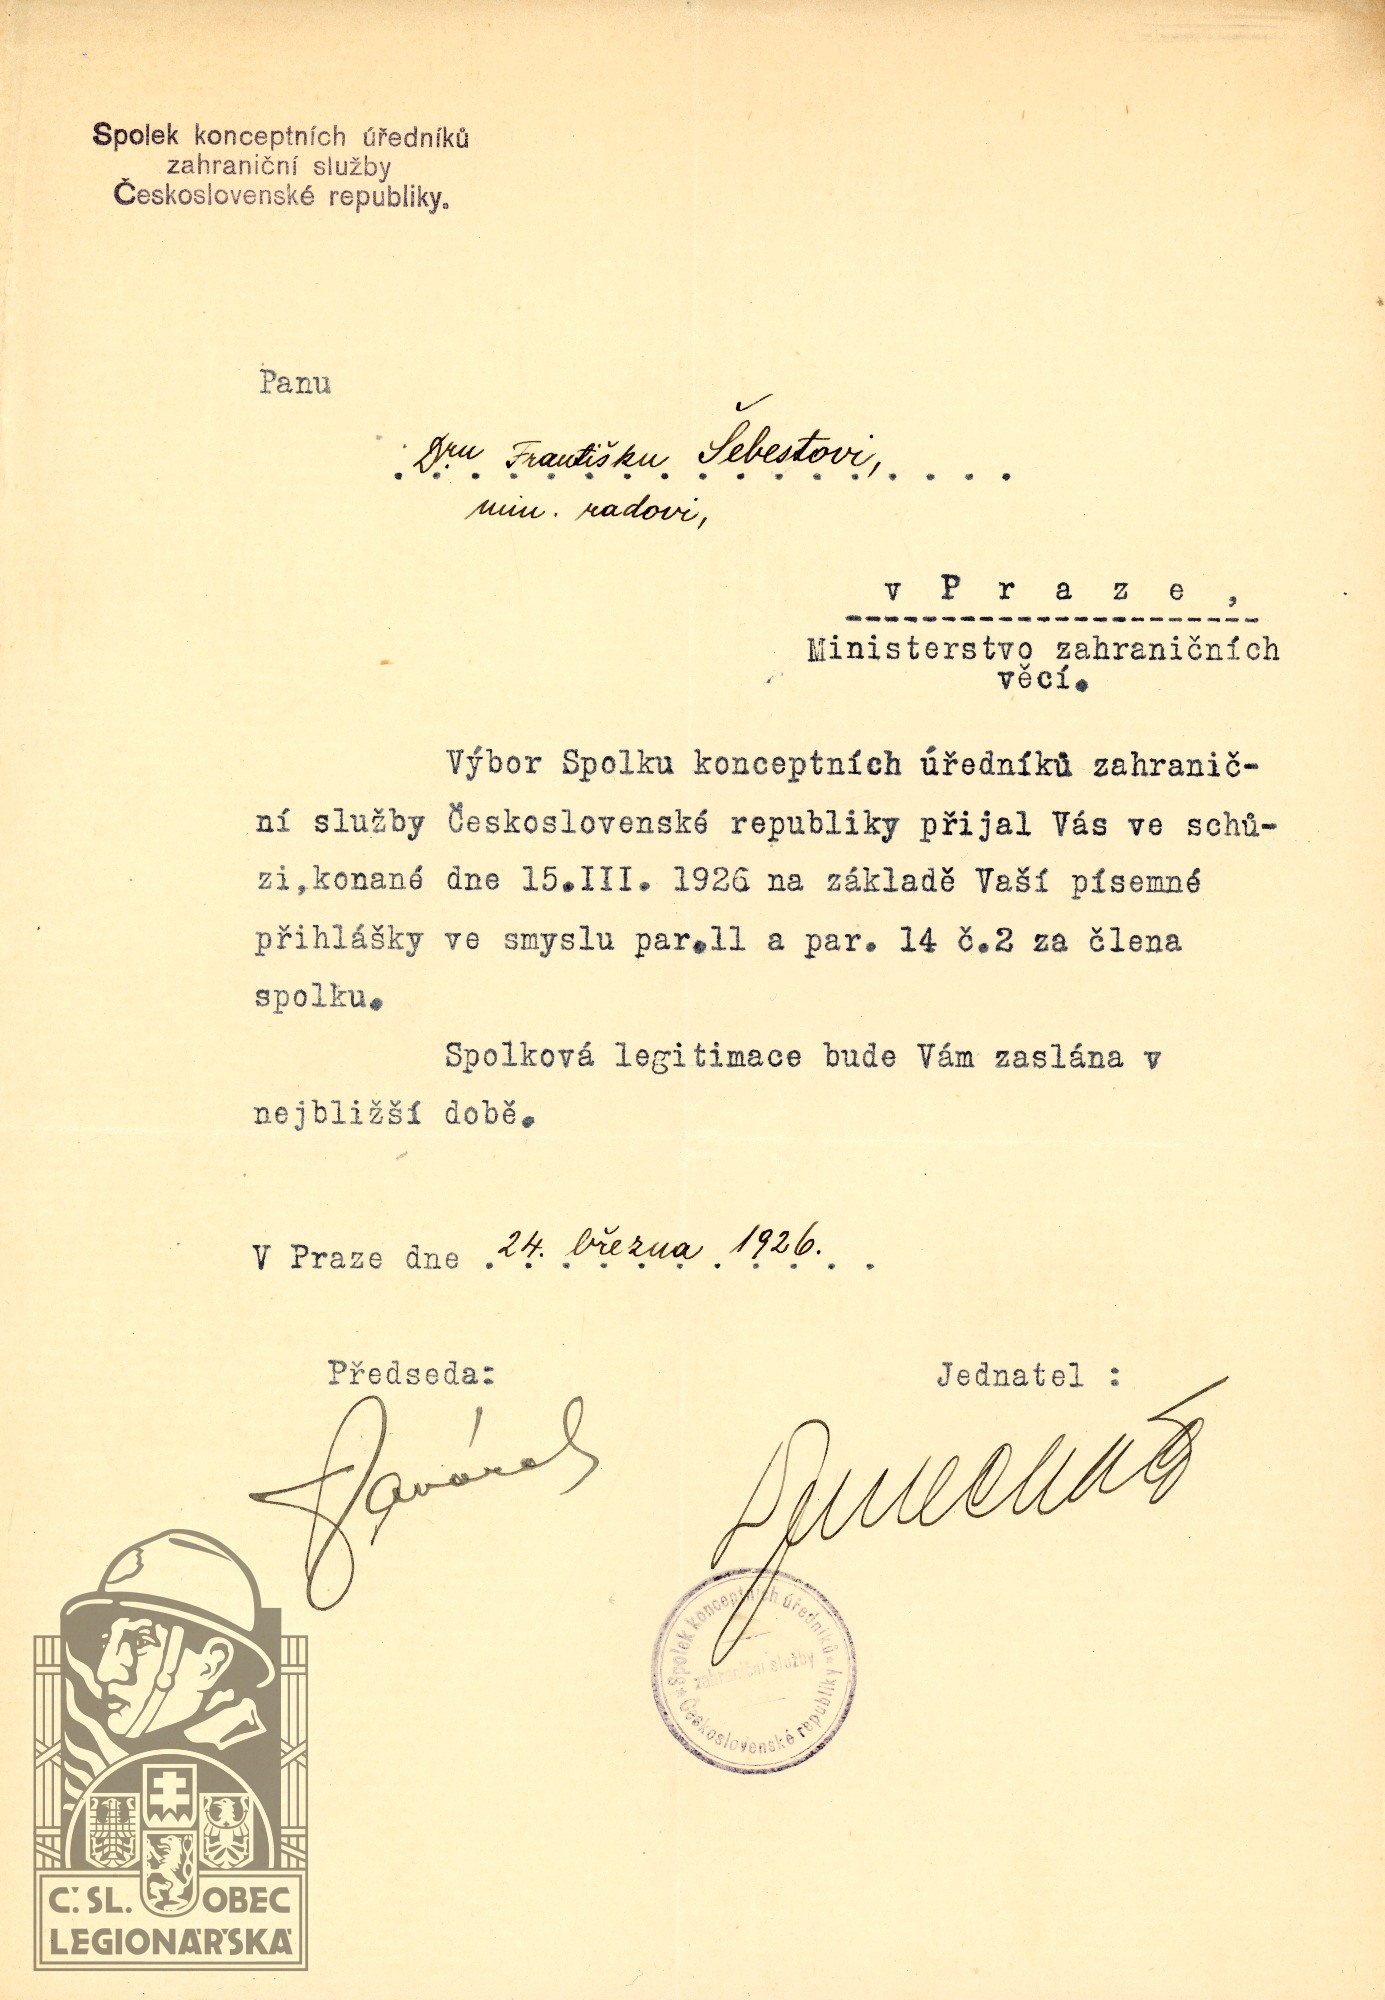 Spolek konceptních úředníků
zahraniční služby
Československé republiky.
Panu
Dru Františku Šebestovi,
min. radovi,
v P r a z e ,
Ministerstvo zahraničních
věcí.
Výbor Spolku konceptních úředníků zahranič-
ní služby Československé republiky přijal Vás ve schů-
zi,konané dne 15.III. 1926 na základě Vaší písemné
přihlášky ve smyslu par.11 a par. 14 č.2 za člena
spolku.
Spolková legitimace bude Vám zaslána v
nejbližší době.
V Praze dne 24. března 1926.
Předseda:
Jednatel :
Spolek konceptních úředníků
zahraniční služby
Československé republiky
Č.SL. OBEC
LEGIONÁŘSKÁ